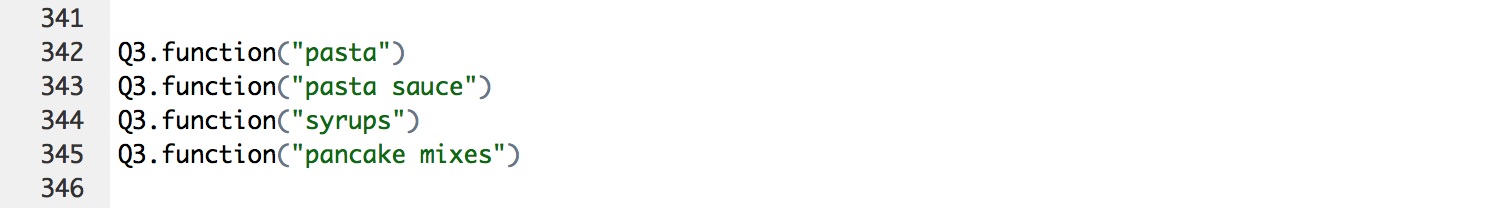 341
342 Q3.function("pasta")
343 Q3.function("pasta sauce")
344 Q3.function("syrups")
345 Q3.function("pancake mixes")
346